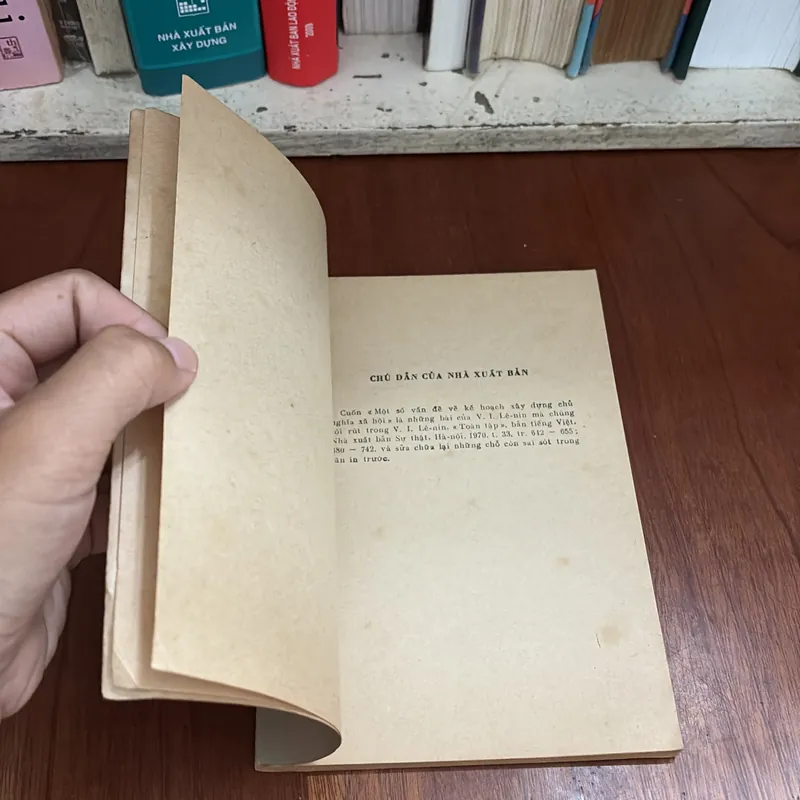 NHÀ XUẤT BẢN
XÂY DỰNG
NHÀ XUẤT BẢN LAO ĐỘNG
CHÚ DẪN CỦA NHÀ XUẤT BẢN
Cuốn «Một số vấn đề về kế hoạch xây dựng chủ
nghĩa xã hội» là những bài của V. I. Lê-nin mà chúng
tôi rút trong V. I. Lê-nin, «Toàn tập», bản tiếng Việt,
Nhà xuất bản Sự thật, Hà-nội, 1970, t. 33, tr. 642 — 655;
— 742, và sửa chữa lại những chỗ còn sai sót trong
in trước.